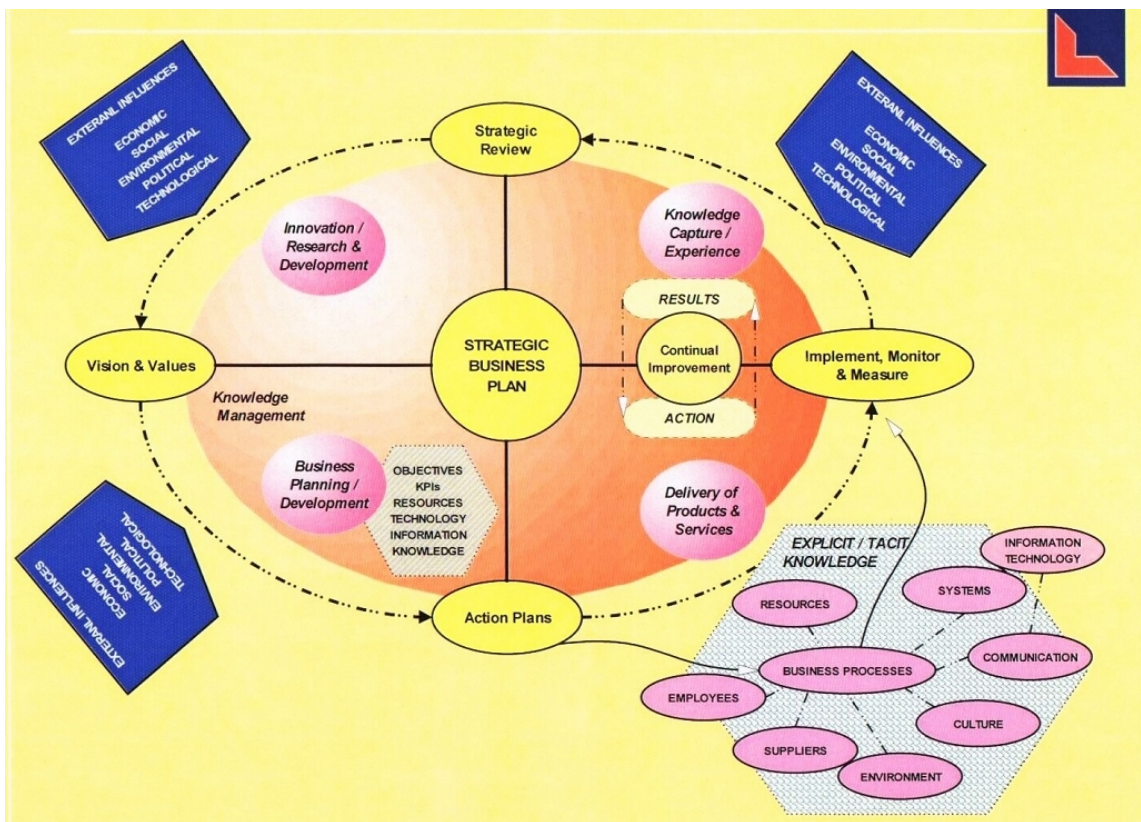 EXTERANL INFLUENCES
ECONOMIC
SOCIAL
ENVIRONMENTAL
POLITICAL
TECHNOLOGICAL
Strategic
Review
EXTERANL INFLUENCES
ECONOMIC
SOCIAL
ENVIRONMENTAL
POLITICAL
TECHNOLOGICAL
Innovation /
Research &
Development
Knowledge
Capture /
Experience
RESULTS
Vision & Values
STRATEGIC
BUSINESS
PLAN
Continual
Improvement
Implement, Monitor
& Measure
Knowledge
Management
ACTION
Business
Planning /
Development
OBJECTIVES
KPIs
RESOURCES
TECHNOLOGY
INFORMATION
KNOWLEDGE
Delivery of
Products &
Services
EXTERANL INFLUENCES
ECONOMIC
SOCIAL
ENVIRONMENTAL
POLITICAL
TECHNOLOGICAL
Action Plans
EXPLICIT / TACIT
KNOWLEDGE
INFORMATION
TECHNOLOGY
SYSTEMS
RESOURCES
BUSINESS PROCESSES
COMMUNICATION
EMPLOYEES
CULTURE
SUPPLIERS
ENVIRONMENT